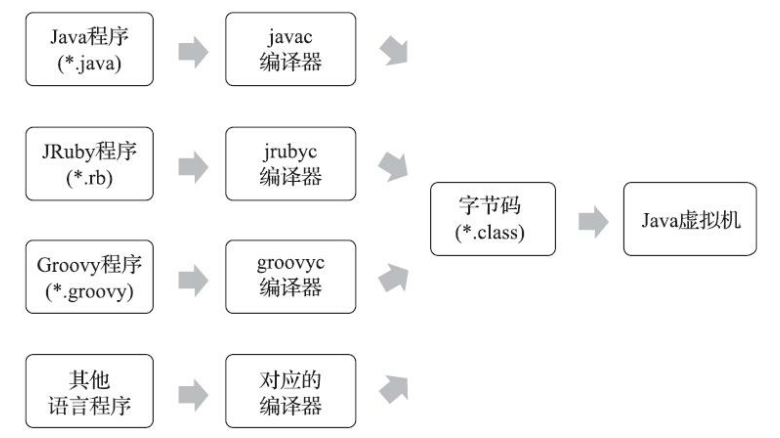 Java程序
(*.java)
javac
编译器
JRuby程序
(*.rb)
jrubyc
编译器
Groovy程序
(*.groovy)
groovyc
编译器
其他
语言程序
对应的
编译器
字节码
(*.class)
Java虚拟机